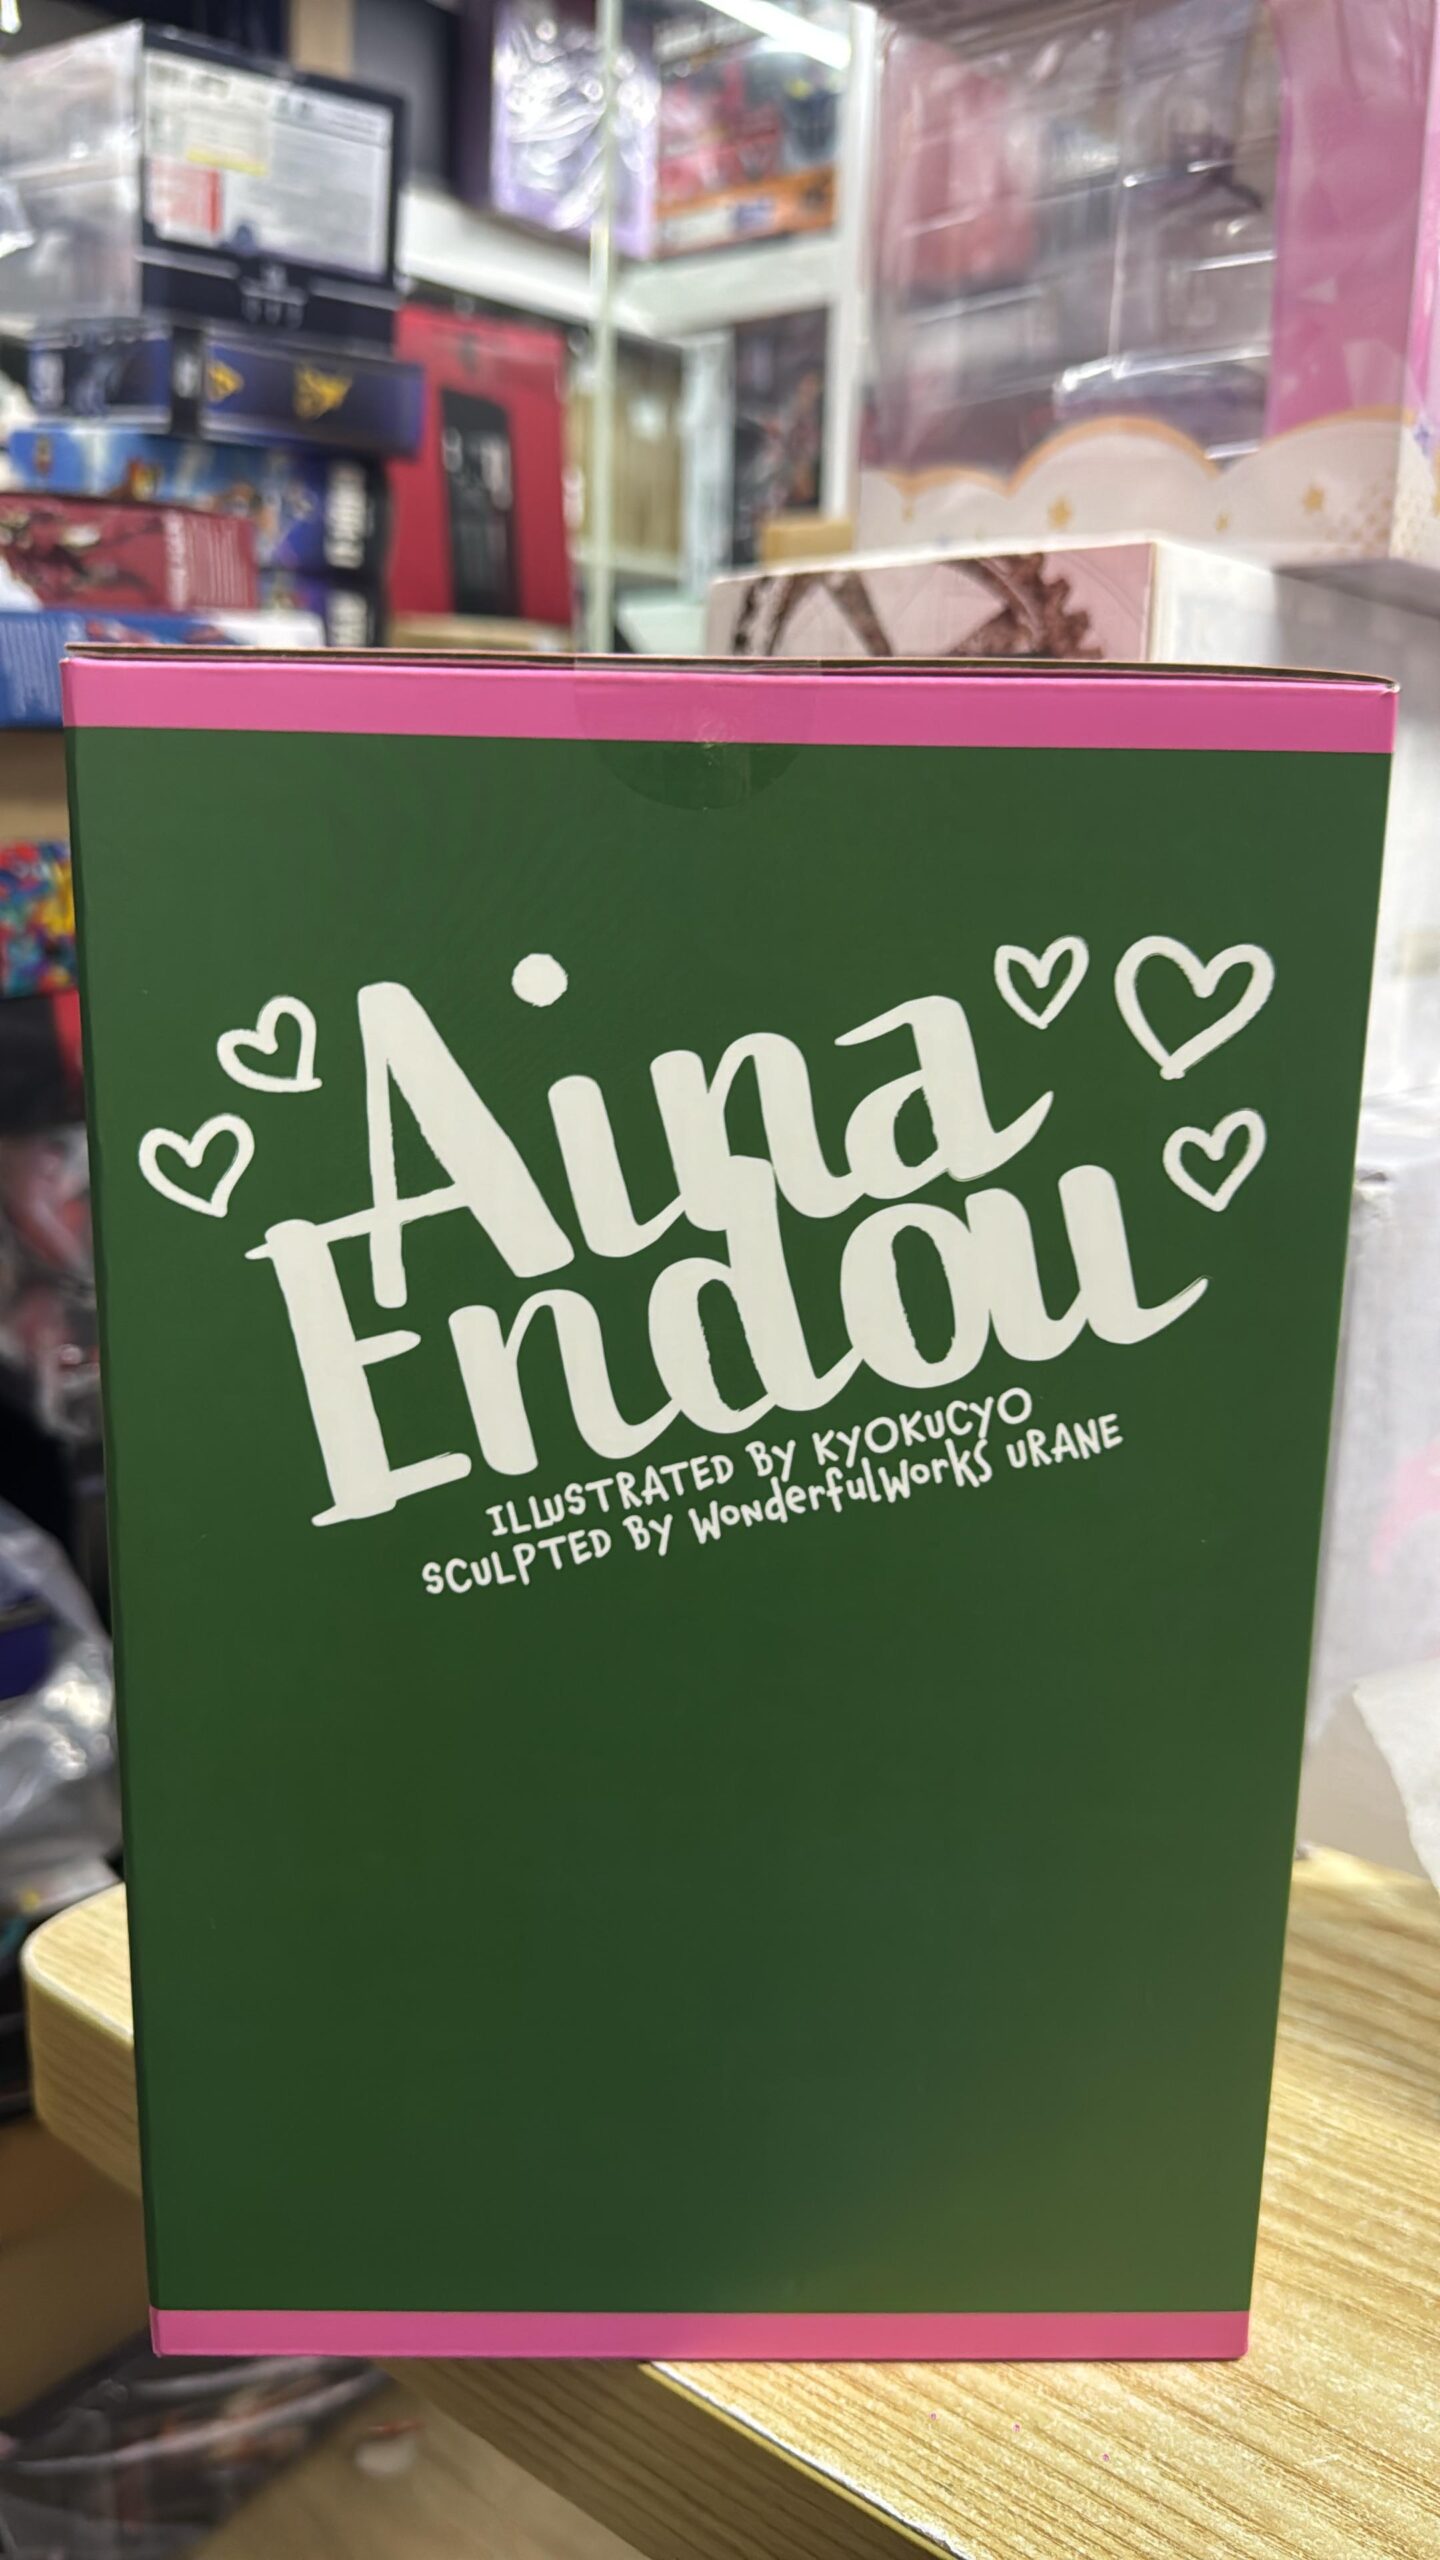 Aina
Endou
ILLUSTRATED BY KYOKUCYO
SCULPTED BY WonderfulWorks URANE